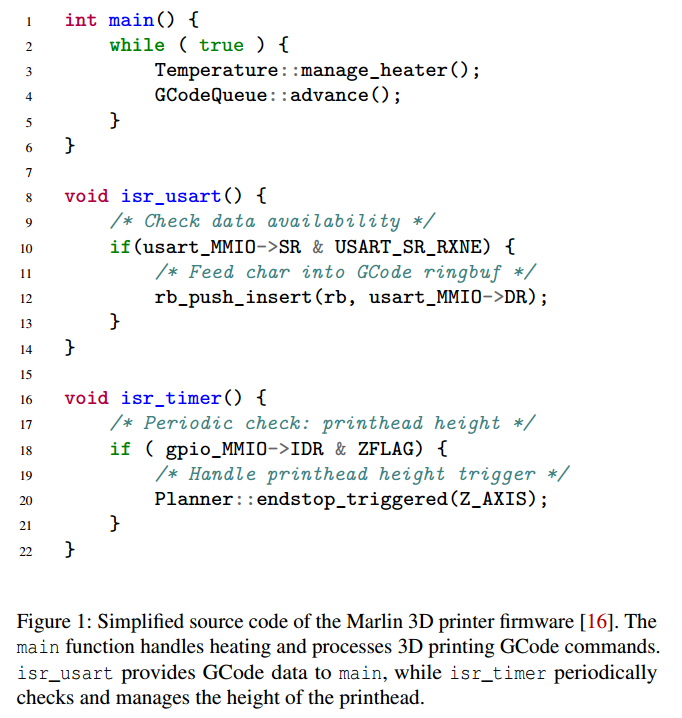 1 int main() {
2 while ( true ) {
3 Temperature::manage_heater();
4 GCodeQueue::advance();
5 }
6 }
7
8 void isr_usart() {
9 /* Check data availability */
10 if(usart_MMIO->SR & USART_SR_RXNE) {
11 /* Feed char into GCode ringbuf */
12 rb_push_insert(rb, usart_MMIO->DR);
13 }
14 }
15
16 void isr_timer() {
17 /* Periodic check: printhead height */
18 if ( gpio_MMIO->IDR & ZFLAG) {
19 /* Handle printhead height trigger */
20 Planner::endstop_triggered(Z_AXIS);
21 }
22 }
Figure 1: Simplified source code of the Marlin 3D printer firmware [16]. The
main function handles heating and processes 3D printing GCode commands.
isr_usart provides GCode data to main, while isr_timer periodically
checks and manages the height of the printhead.